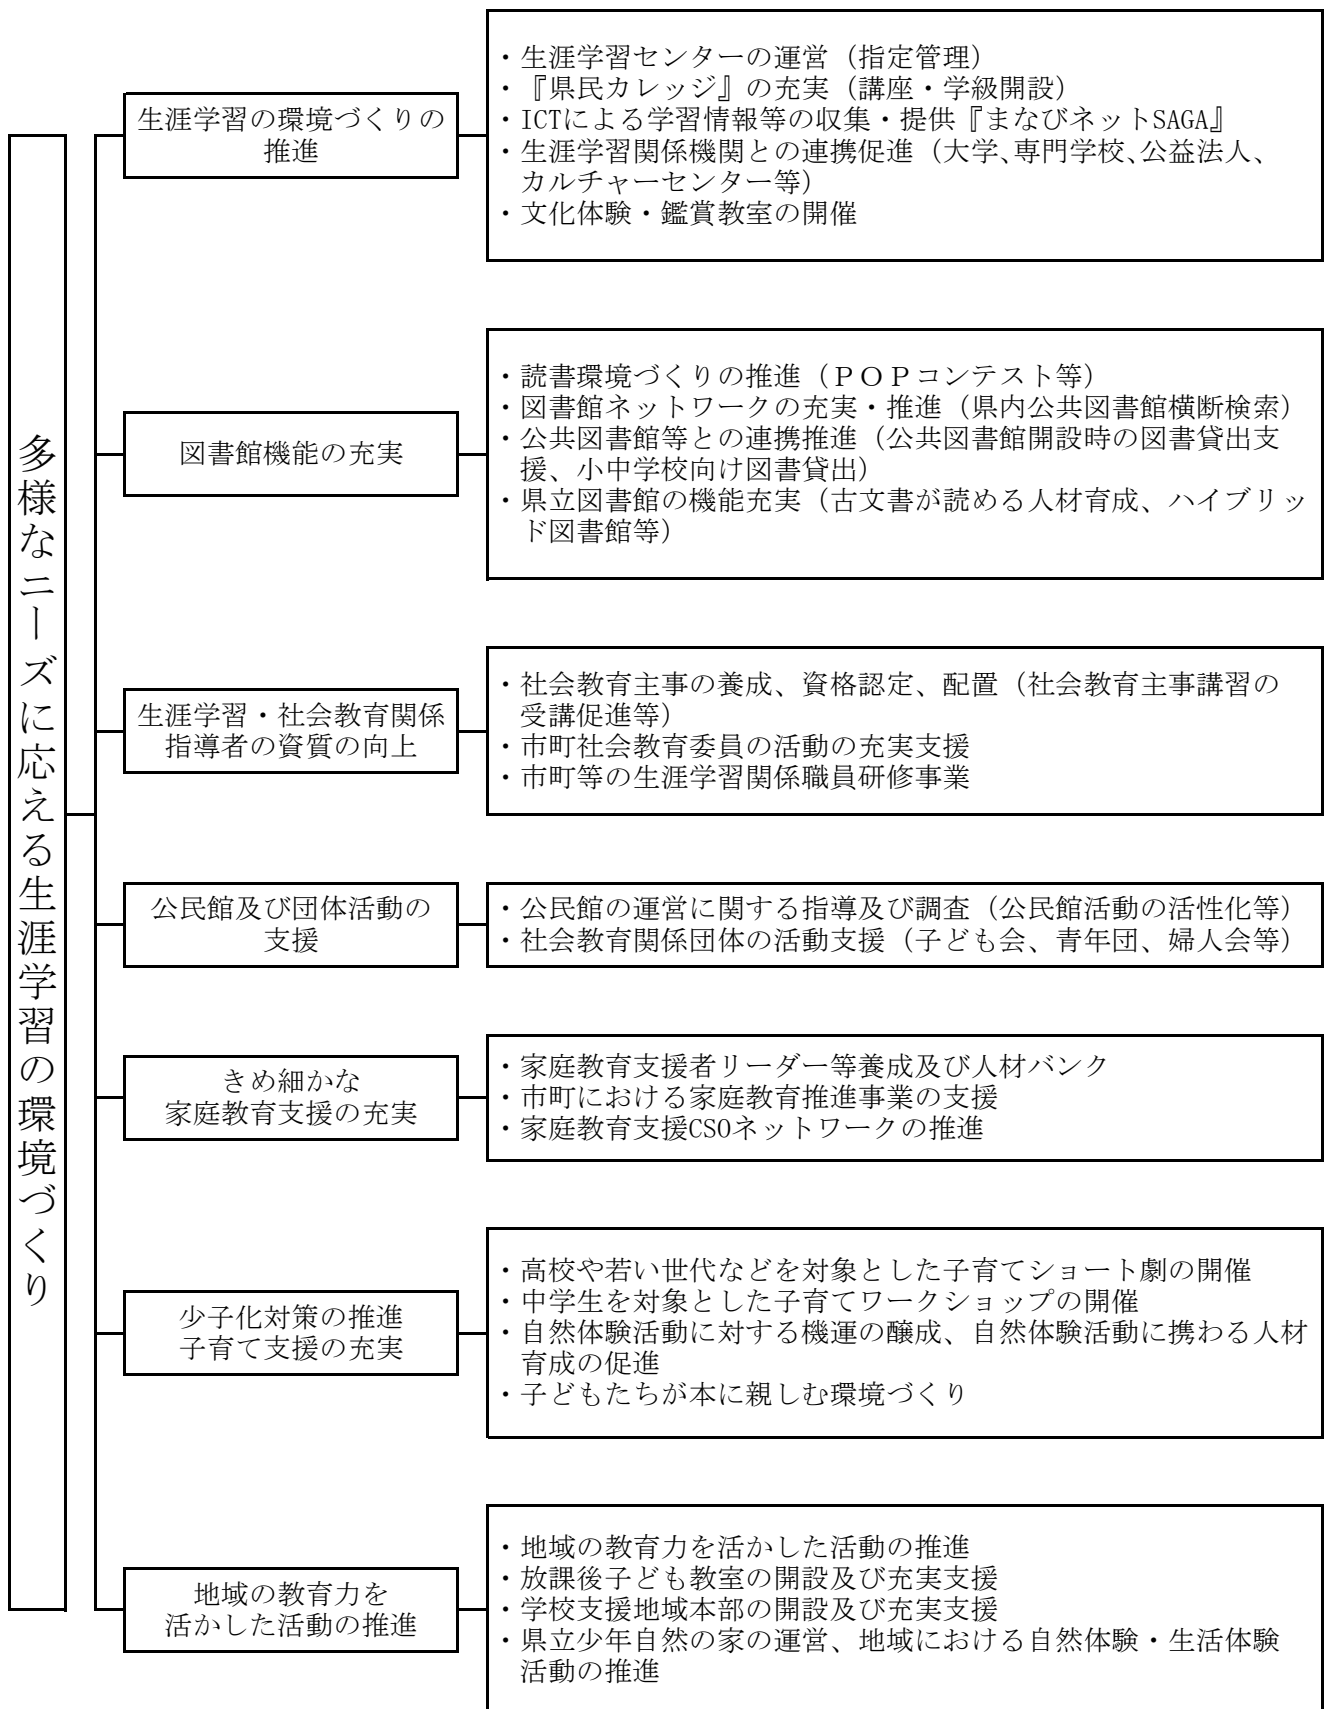 多様なニーズに応える生涯学習の環境づくり
生涯学習の環境づくりの
推進
・生涯学習センターの運営（指定管理）
・『県民カレッジ』の充実（講座・学級開設）
・ICTによる学習情報等の収集・提供『まなびネットSAGA』
・生涯学習関係機関との連携促進（大学､専門学校､公益法人、
カルチャーセンター等）
・文化体験・鑑賞教室の開催
図書館機能の充実
・読書環境づくりの推進（ＰＯＰコンテスト等）
・図書館ネットワークの充実・推進（県内公共図書館横断検索）
・公共図書館等との連携推進（公共図書館開設時の図書貸出支
援、小中学校向け図書貸出）
・県立図書館の機能充実（古文書が読める人材育成、ハイブリッ
ド図書館等）
生涯学習・社会教育関係
指導者の資質の向上
・社会教育主事の養成、資格認定、配置（社会教育主事講習の
受講促進等）
・市町社会教育委員の活動の充実支援
・市町等の生涯学習関係職員研修事業
公民館及び団体活動の
支援
・公民館の運営に関する指導及び調査（公民館活動の活性化等）
・社会教育関係団体の活動支援（子ども会、青年団、婦人会等）
きめ細かな
家庭教育支援の充実
・家庭教育支援者リーダー等養成及び人材バンク
・市町における家庭教育推進事業の支援
・家庭教育支援CSOネットワークの推進
少子化対策の推進
子育て支援の充実
・高校や若い世代などを対象とした子育てショート劇の開催
・中学生を対象とした子育てワークショップの開催
・自然体験活動に対する機運の醸成、自然体験活動に携わる人材
育成の促進
・子どもたちが本に親しむ環境づくり
地域の教育力を
活かした活動の推進
・地域の教育力を活かした活動の推進
・放課後子ども教室の開設及び充実支援
・学校支援地域本部の開設及び充実支援
・県立少年自然の家の運営、地域における自然体験・生活体験
活動の推進